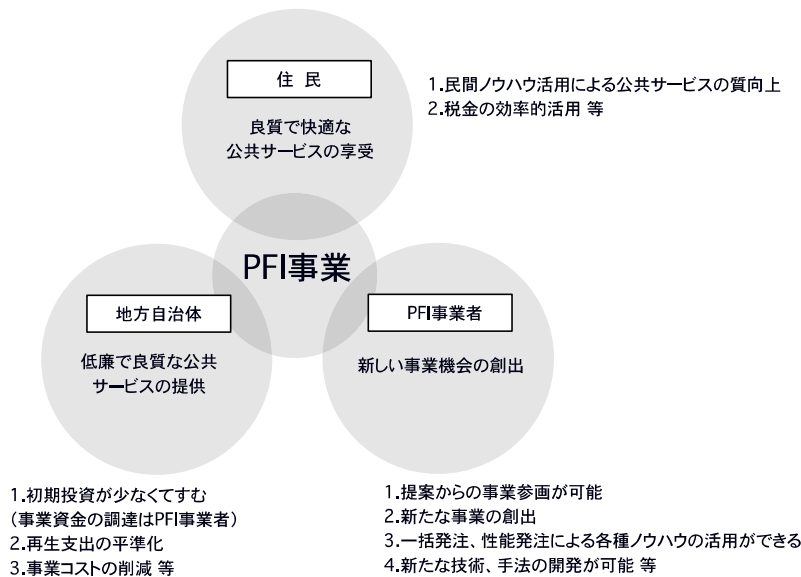 住 民
良質で快適な
公共サービスの享受
1.民間ノウハウ活用による公共サービスの質向上
2.税金の効率的活用 等
PFI事業
地方自治体
低廉で良質な公共
サービスの提供
PFI事業者
新しい事業機会の創出
1.初期投資が少なくてすむ
(事業資金の調達はPFI事業者)
2.再生支出の平準化
3.事業コストの削減 等
1.提案からの事業参画が可能
2.新たな事業の創出
3.一括発注、性能発注による各種ノウハウの活用ができる
4.新たな技術、手法の開発が可能 等